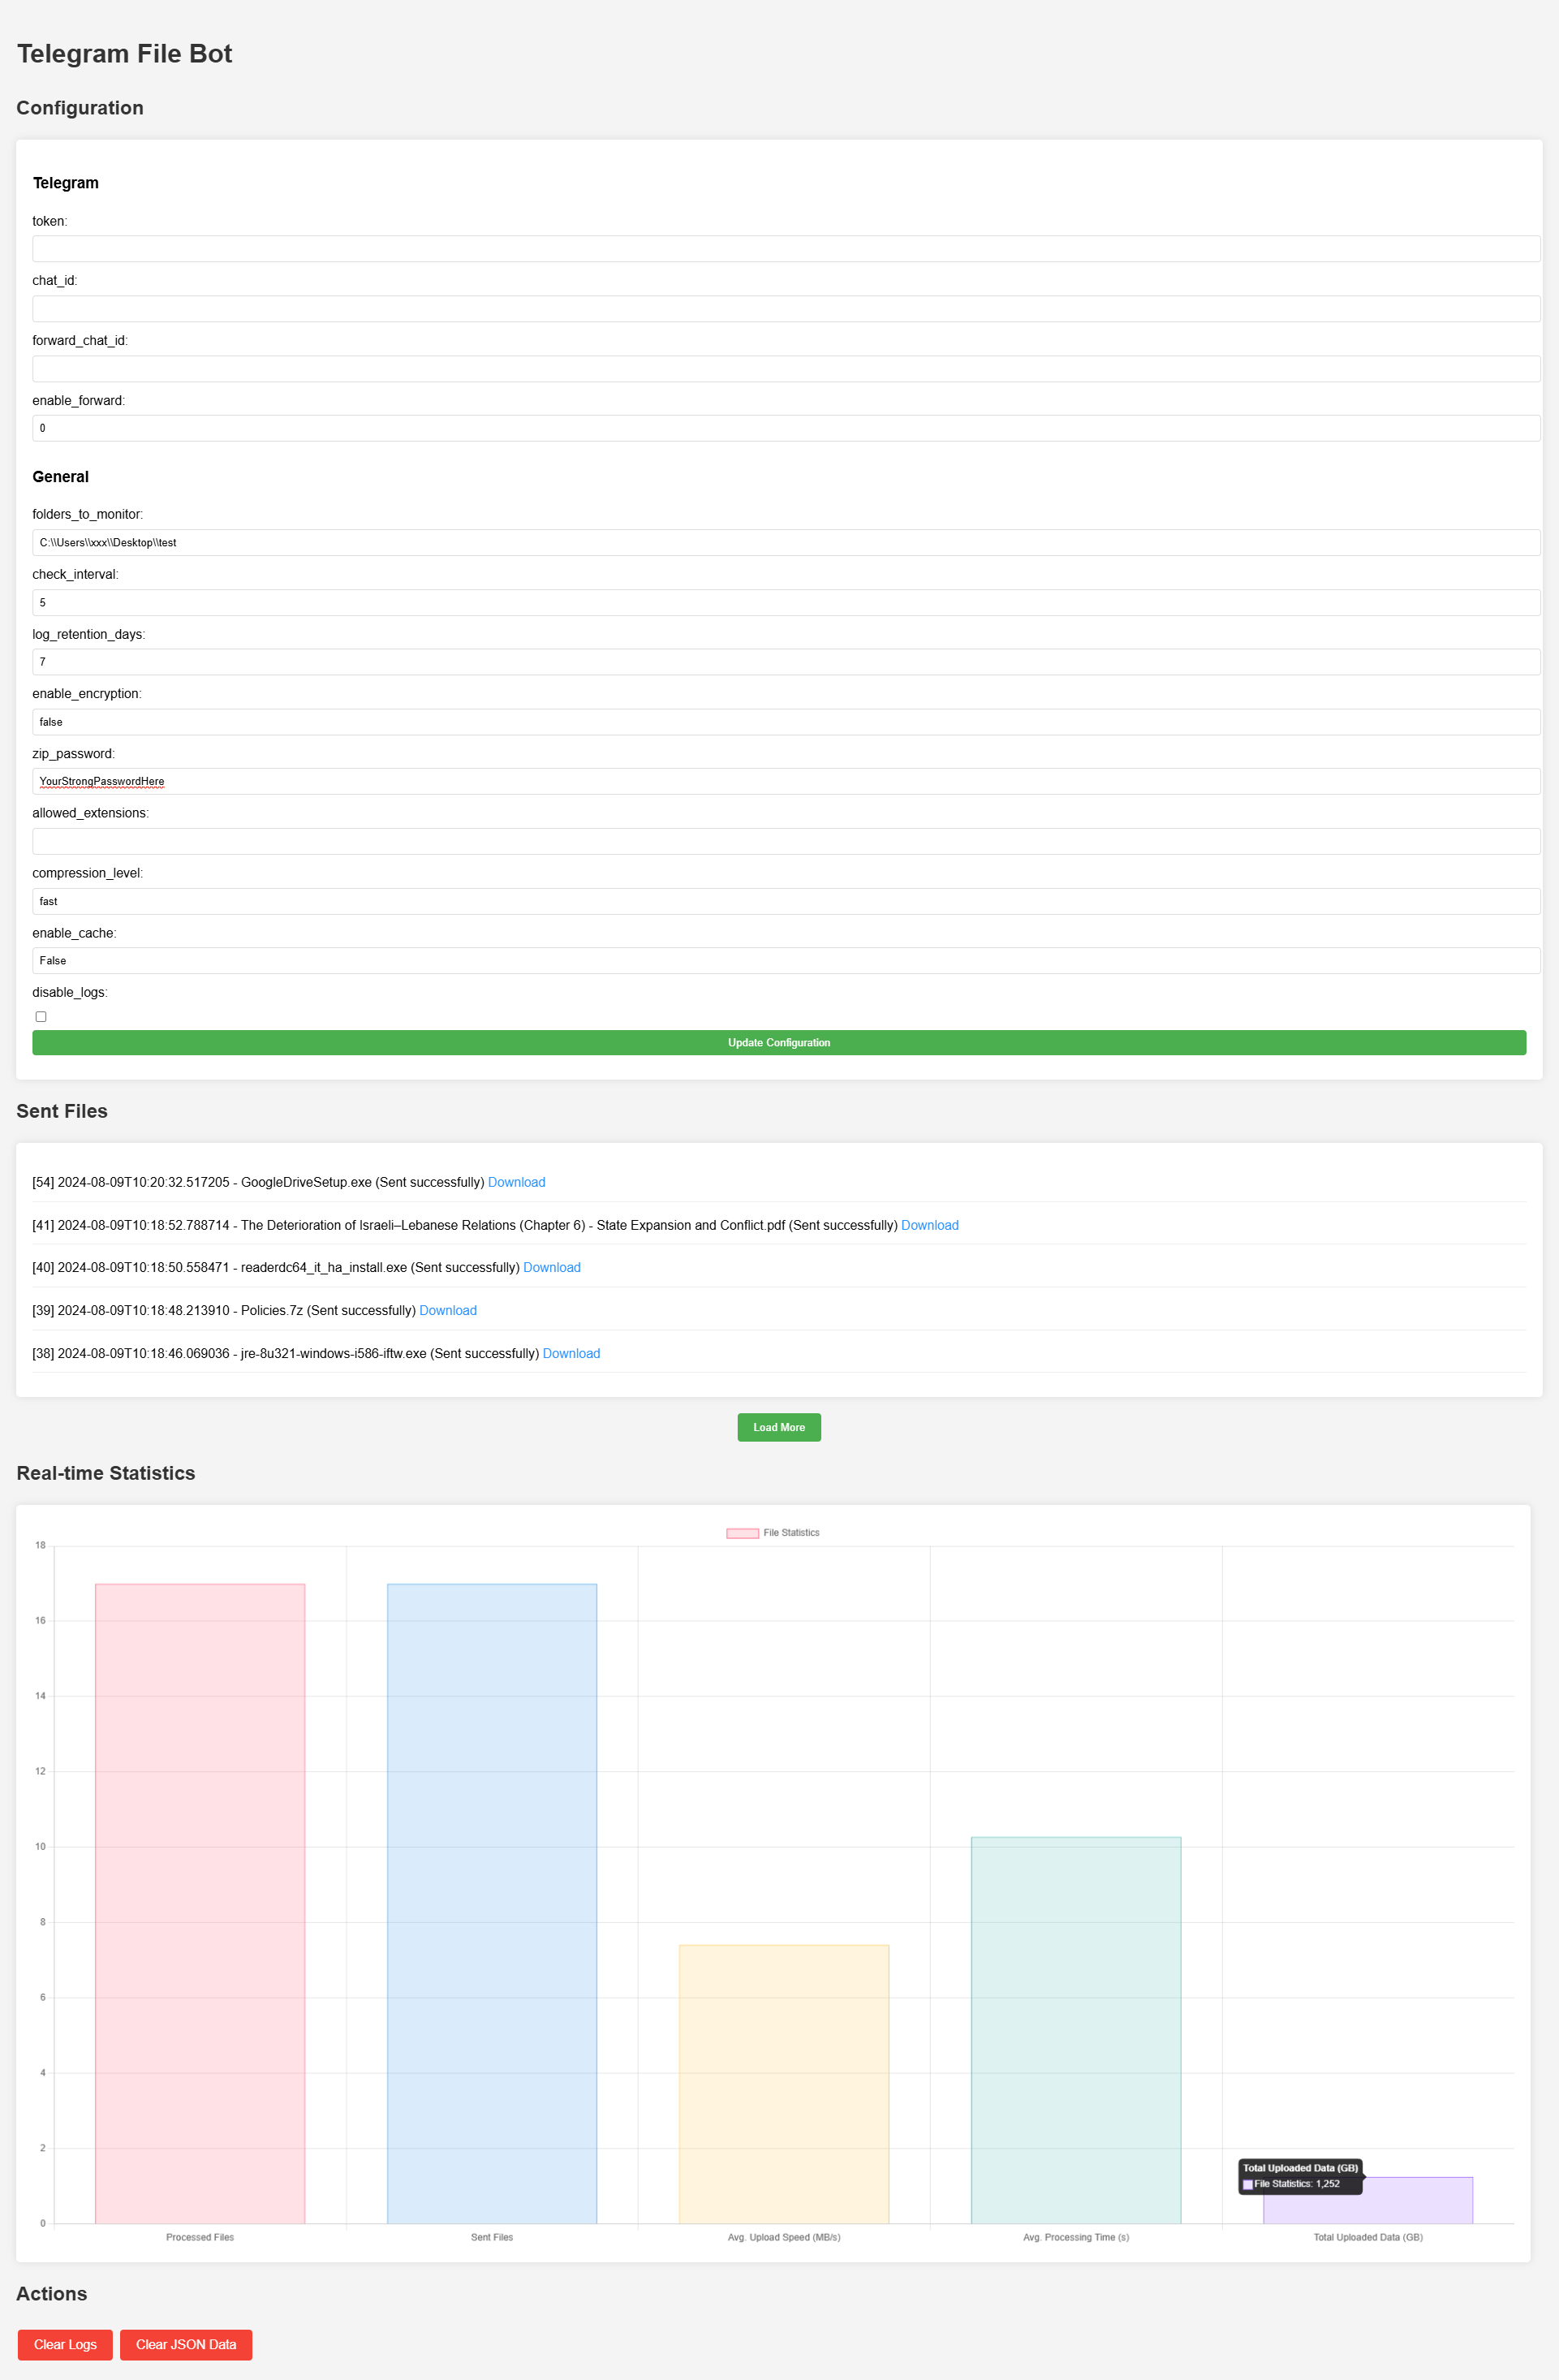 Telegram File Bot
Configuration
Telegram
token:
chat_id:
forward_chat_id:
enable_forward:
0
General
folders_to_monitor:
C:\\Users\\xxx\\Desktop\\test
check_interval:
5
log_retention_days:
7
enable_encryption:
false
zip_password:
YourStrongPasswordHere
allowed_extensions:
compression_level:
fast
enable_cache:
False
disable_logs:
Update Configuration
Sent Files
[54] 2024-08-09T10:20:32.517205 - GoogleDriveSetup.exe (Sent successfully) Download
[41] 2024-08-09T10:18:52.788714 - The Deterioration of Israeli–Lebanese Relations (Chapter 6) - State Expansion and Conflict.pdf (Sent successfully) Download
[40] 2024-08-09T10:18:50.558471 - readerdc64_it_ha_install.exe (Sent successfully) Download
[39] 2024-08-09T10:18:48.213910 - Policies.7z (Sent successfully) Download
[38] 2024-08-09T10:18:46.069036 - jre-8u321-windows-i586-iftw.exe (Sent successfully) Download
Load More
Real-time Statistics
File Statistics
18
16
14
12
10
8
6
4
2
0
Total Uploaded Data (GB)
File Statistics: 1,252
Processed Files
Sent Files
Avg. Upload Speed (MB/s)
Avg. Processing Time (s)
Total Uploaded Data (GB)
Actions
Clear Logs
Clear JSON Data